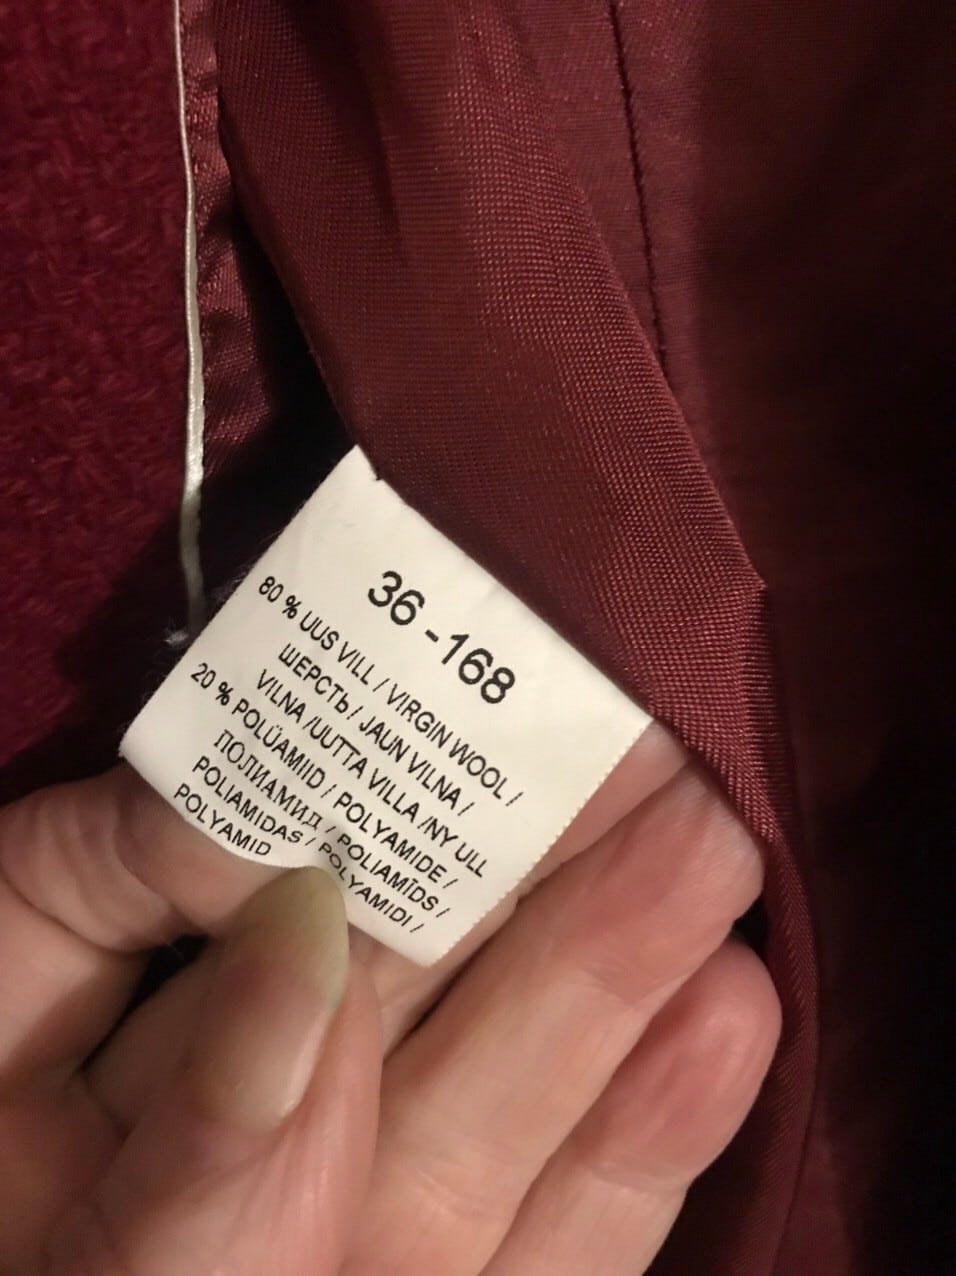 36 - 168
80 % UUS VILL / VIRGIN WOOL /
ШЕРСТЬ / JAUN VILNA /
VILNA /UUTTA VILLA /NY ULL
20 % POLÜAMIID / POLYAMIDE /
ПОЛИАМИД / POLIAMĪDS /
POLIAMIDAS / POLYAMIDI /
POLYAMID